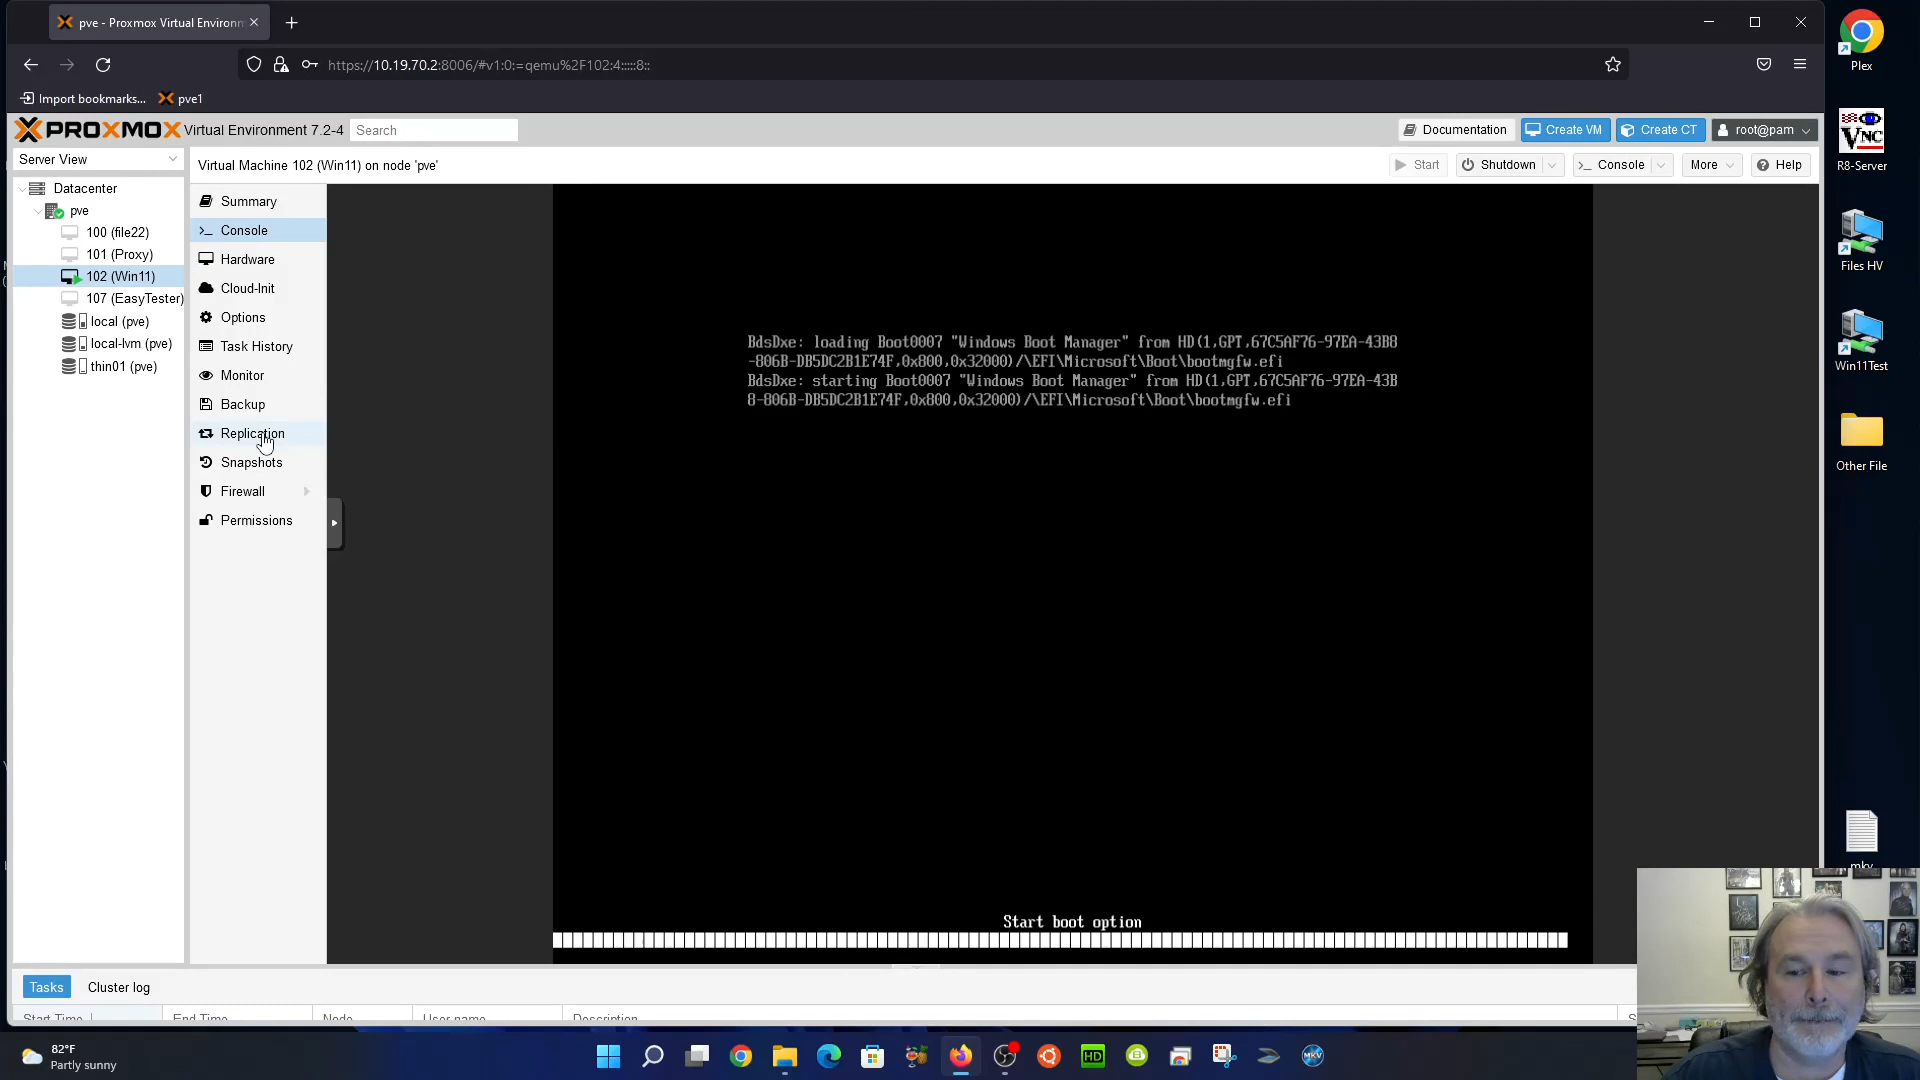 pve - Proxmox Virtual Environm
https://10.19.70.2:8006/#v1:0:=qemu%2F102:4:::::8::
Import bookmarks...
pve1
PROXMOX Virtual Environment 7.2-4
Search
Documentation
Create VM
Create CT
root@pam
Server View
Virtual Machine 102 (Win11) on node 'pve'
Start
Shutdown
Console
More
Help
Datacenter
pve
100 (file22)
101 (Proxy)
102 (Win11)
107 (EasyTester)
local (pve)
local-lvm (pve)
thin01 (pve)
Summary
Console
Hardware
Cloud-Init
Options
Task History
Monitor
Backup
Replication
Snapshots
Firewall
Permissions
BdsDxe: loading Boot0007 "Windows Boot Manager" from HD(1,GPT,67C5AF76-97EA-43B8
-806B-DB5DC2B1E74F,0x800,0x32000)/\EFI\Microsoft\Boot\bootmgfw.efi
BdsDxe: starting Boot0007 "Windows Boot Manager" from HD(1,GPT,67C5AF76-97EA-43B
8-806B-DB5DC2B1E74F,0x800,0x32000)/\EFI\Microsoft\Boot\bootmgfw.efi
Start boot option
Tasks
Cluster log
Start Time
End Time
Node
User name
Description
Plex
VNC
R8-Server
Files HV
Win11Test
Other File
mkv
82°F
Partly sunny
HD
MKV